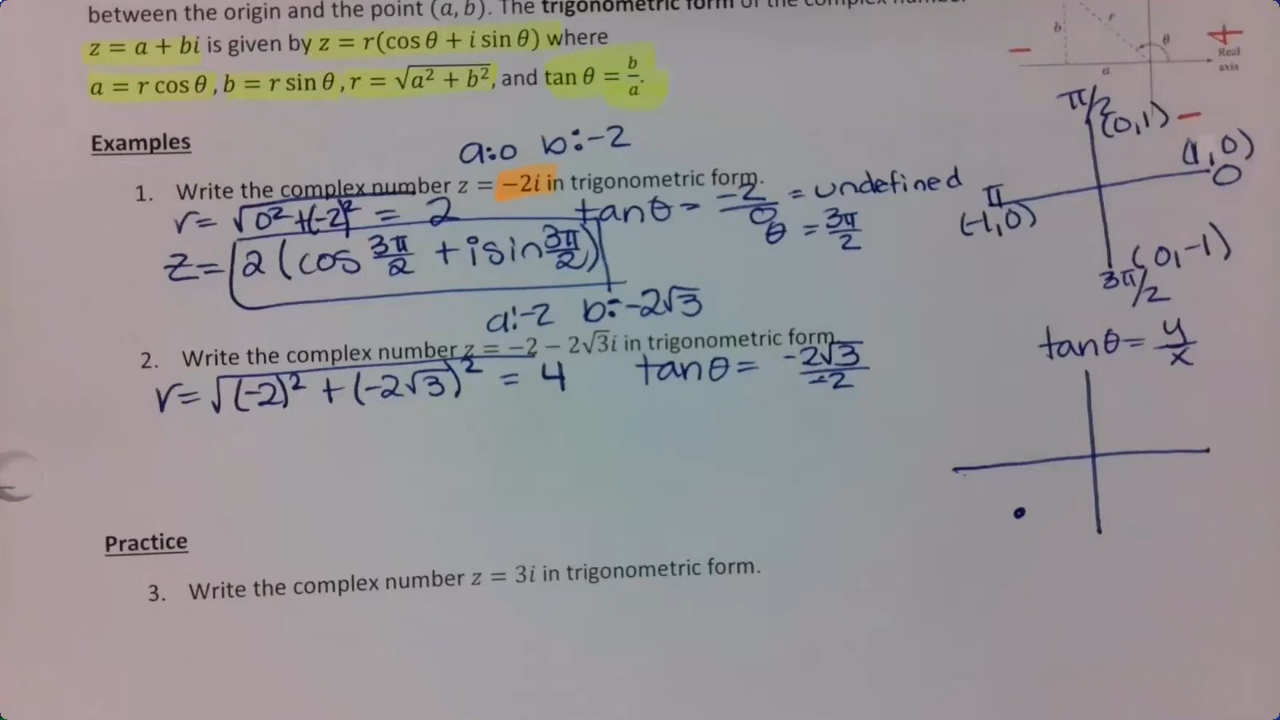 between the origin and the point (a, b). The trigonometric form of the complex number
z = a + bi is given by z = r(cos θ + i sin θ) where
a = r cos θ, b = r sin θ, r = √(a² + b²), and tan θ = b/a.
b r θ + Real axis
− a
π/2 (0,1) −
(1,0)
0
π
(-1,0)
(0,-1)
3π/2
Examples
a:0 b:-2
1. Write the complex number z = −2i in trigonometric form.
r = √(0²+(-2)²) = 2 tanθ = -2/0 = undefined
θ = 3π/2
z = 2(cos 3π/2 + i sin 3π/2)
a:-2 b:-2√3
2. Write the complex number z = −2 − 2√3i in trigonometric form.
r = √((-2)² + (-2√3)²) = 4 tanθ = -2√3/-2
tanθ = y/x
Practice
3. Write the complex number z = 3i in trigonometric form.